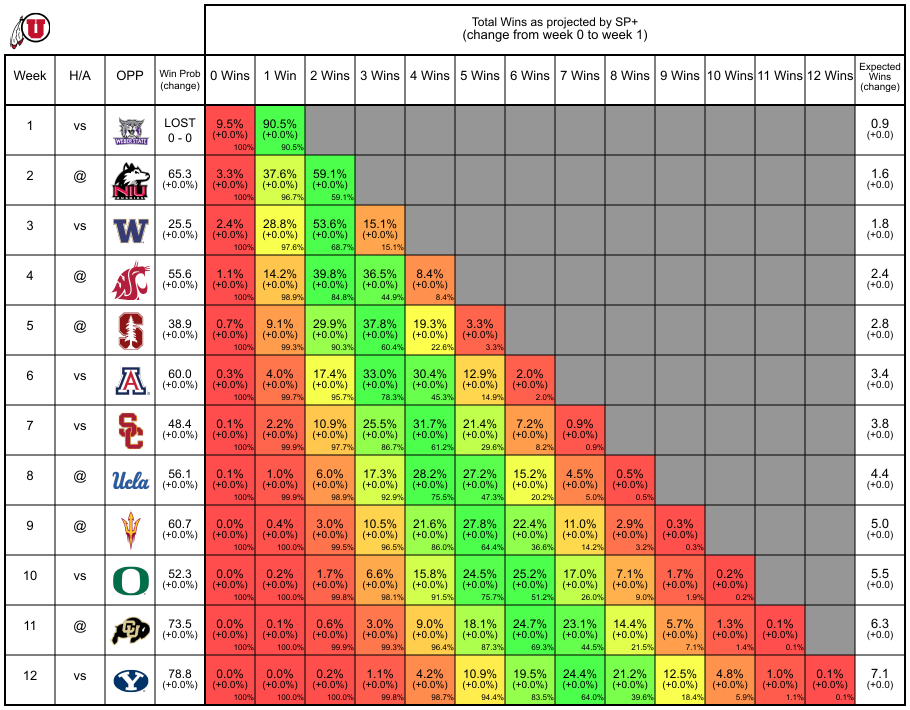 U
Total Wins as projected by SP+
(change from week 0 to week 1)
Week H/A OPP Win Prob (change) 0 Wins 1 Win 2 Wins 3 Wins 4 Wins 5 Wins 6 Wins 7 Wins 8 Wins 9 Wins 10 Wins 11 Wins 12 Wins Expected Wins (change)
1 vs WEBER STATE LOST 9.5% 90.5% 0.9
0 - 0 (+0.0%) (+0.0%) (+0.0)
100% 90.5%
2 @ NIU HUSKIES 65.3 3.3% 37.6% 59.1% 1.6
(+0.0%) (+0.0%) (+0.0%) (+0.0%) (+0.0)
100% 96.7% 59.1%
3 vs W 25.5 2.4% 28.8% 53.6% 15.1% 1.8
(+0.0%) (+0.0%) (+0.0%) (+0.0%) (+0.0%) (+0.0)
100% 97.6% 68.7% 15.1%
4 @ 55.6 1.1% 14.2% 39.8% 36.5% 8.4% 2.4
(+0.0%) (+0.0%) (+0.0%) (+0.0%) (+0.0%) (+0.0%) (+0.0)
100% 98.9% 84.8% 44.9% 8.4%
5 @ S 38.9 0.7% 9.1% 29.9% 37.8% 19.3% 3.3% 2.8
(+0.0%) (+0.0%) (+0.0%) (+0.0%) (+0.0%) (+0.0%) (+0.0%) (+0.0)
100% 99.3% 90.3% 60.4% 22.6% 3.3%
6 vs A 60.0 0.3% 4.0% 17.4% 33.0% 30.4% 12.9% 2.0% 3.4
(+0.0%) (+0.0%) (+0.0%) (+0.0%) (+0.0%) (+0.0%) (+0.0%) (+0.0%) (+0.0)
100% 99.7% 95.7% 78.3% 45.3% 14.9% 2.0%
7 vs SC 48.4 0.1% 2.2% 10.9% 25.5% 31.7% 21.4% 7.2% 0.9% 3.8
(+0.0%) (+0.0%) (+0.0%) (+0.0%) (+0.0%) (+0.0%) (+0.0%) (+0.0%) (+0.0%) (+0.0)
100% 99.9% 97.7% 86.7% 61.2% 29.6% 8.2% 0.9%
8 @ Ucla 56.1 0.1% 1.0% 6.0% 17.3% 28.2% 27.2% 15.2% 4.5% 0.5% 4.4
(+0.0%) (+0.0%) (+0.0%) (+0.0%) (+0.0%) (+0.0%) (+0.0%) (+0.0%) (+0.0%) (+0.0%) (+0.0)
100% 99.9% 98.9% 92.9% 75.5% 47.3% 20.2% 5.0% 0.5%
9 @ 60.7 0.0% 0.4% 3.0% 10.5% 21.6% 27.8% 22.4% 11.0% 2.9% 0.3% 5.0
(+0.0%) (+0.0%) (+0.0%) (+0.0%) (+0.0%) (+0.0%) (+0.0%) (+0.0%) (+0.0%) (+0.0%) (+0.0%) (+0.0)
100% 100.0% 99.5% 96.5% 86.0% 64.4% 36.6% 14.2% 3.2% 0.3%
10 vs O 52.3 0.0% 0.2% 1.7% 6.6% 15.8% 24.5% 25.2% 17.0% 7.1% 1.7% 0.2% 5.5
(+0.0%) (+0.0%) (+0.0%) (+0.0%) (+0.0%) (+0.0%) (+0.0%) (+0.0%) (+0.0%) (+0.0%) (+0.0%) (+0.0%) (+0.0)
100% 100.0% 99.8% 98.1% 91.5% 75.7% 51.2% 26.0% 9.0% 1.9% 0.2%
11 @ CU 73.5 0.0% 0.1% 0.6% 3.0% 9.0% 18.1% 24.7% 23.1% 14.4% 5.7% 1.3% 0.1% 6.3
(+0.0%) (+0.0%) (+0.0%) (+0.0%) (+0.0%) (+0.0%) (+0.0%) (+0.0%) (+0.0%) (+0.0%) (+0.0%) (+0.0%) (+0.0%) (+0.0)
100% 100.0% 99.9% 99.3% 96.4% 87.3% 69.3% 44.5% 21.5% 7.1% 1.4% 0.1%
12 vs Y 78.8 0.0% 0.0% 0.2% 1.1% 4.2% 10.9% 19.5% 24.4% 21.2% 12.5% 4.8% 1.0% 0.1% 7.1
(+0.0%) (+0.0%) (+0.0%) (+0.0%) (+0.0%) (+0.0%) (+0.0%) (+0.0%) (+0.0%) (+0.0%) (+0.0%) (+0.0%) (+0.0%) (+0.0%) (+0.0)
100% 100.0% 100.0% 99.8% 98.7% 94.4% 83.5% 64.0% 39.6% 18.4% 5.9% 1.1% 0.1%